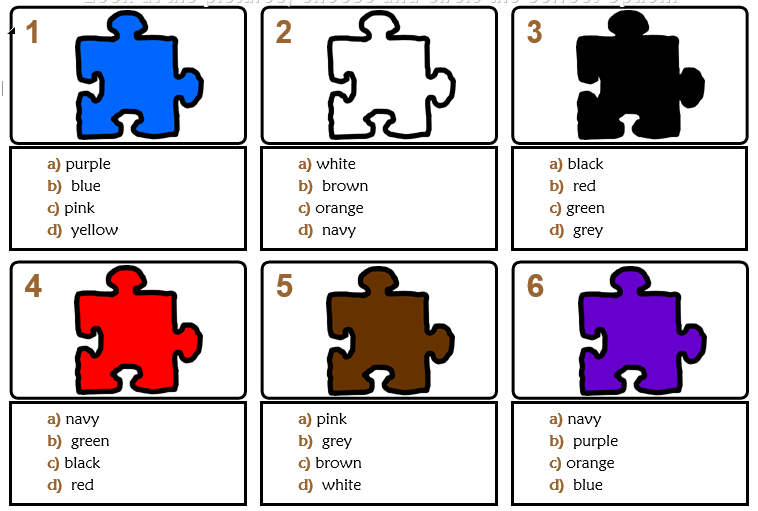 1
a) purple
b) blue
c) pink
d) yellow
2
a) white
b) brown
c) orange
d) navy
3
a) black
b) red
c) green
d) grey
4
a) navy
b) green
c) black
d) red
5
a) pink
b) grey
c) brown
d) white
6
a) navy
b) purple
c) orange
d) blue